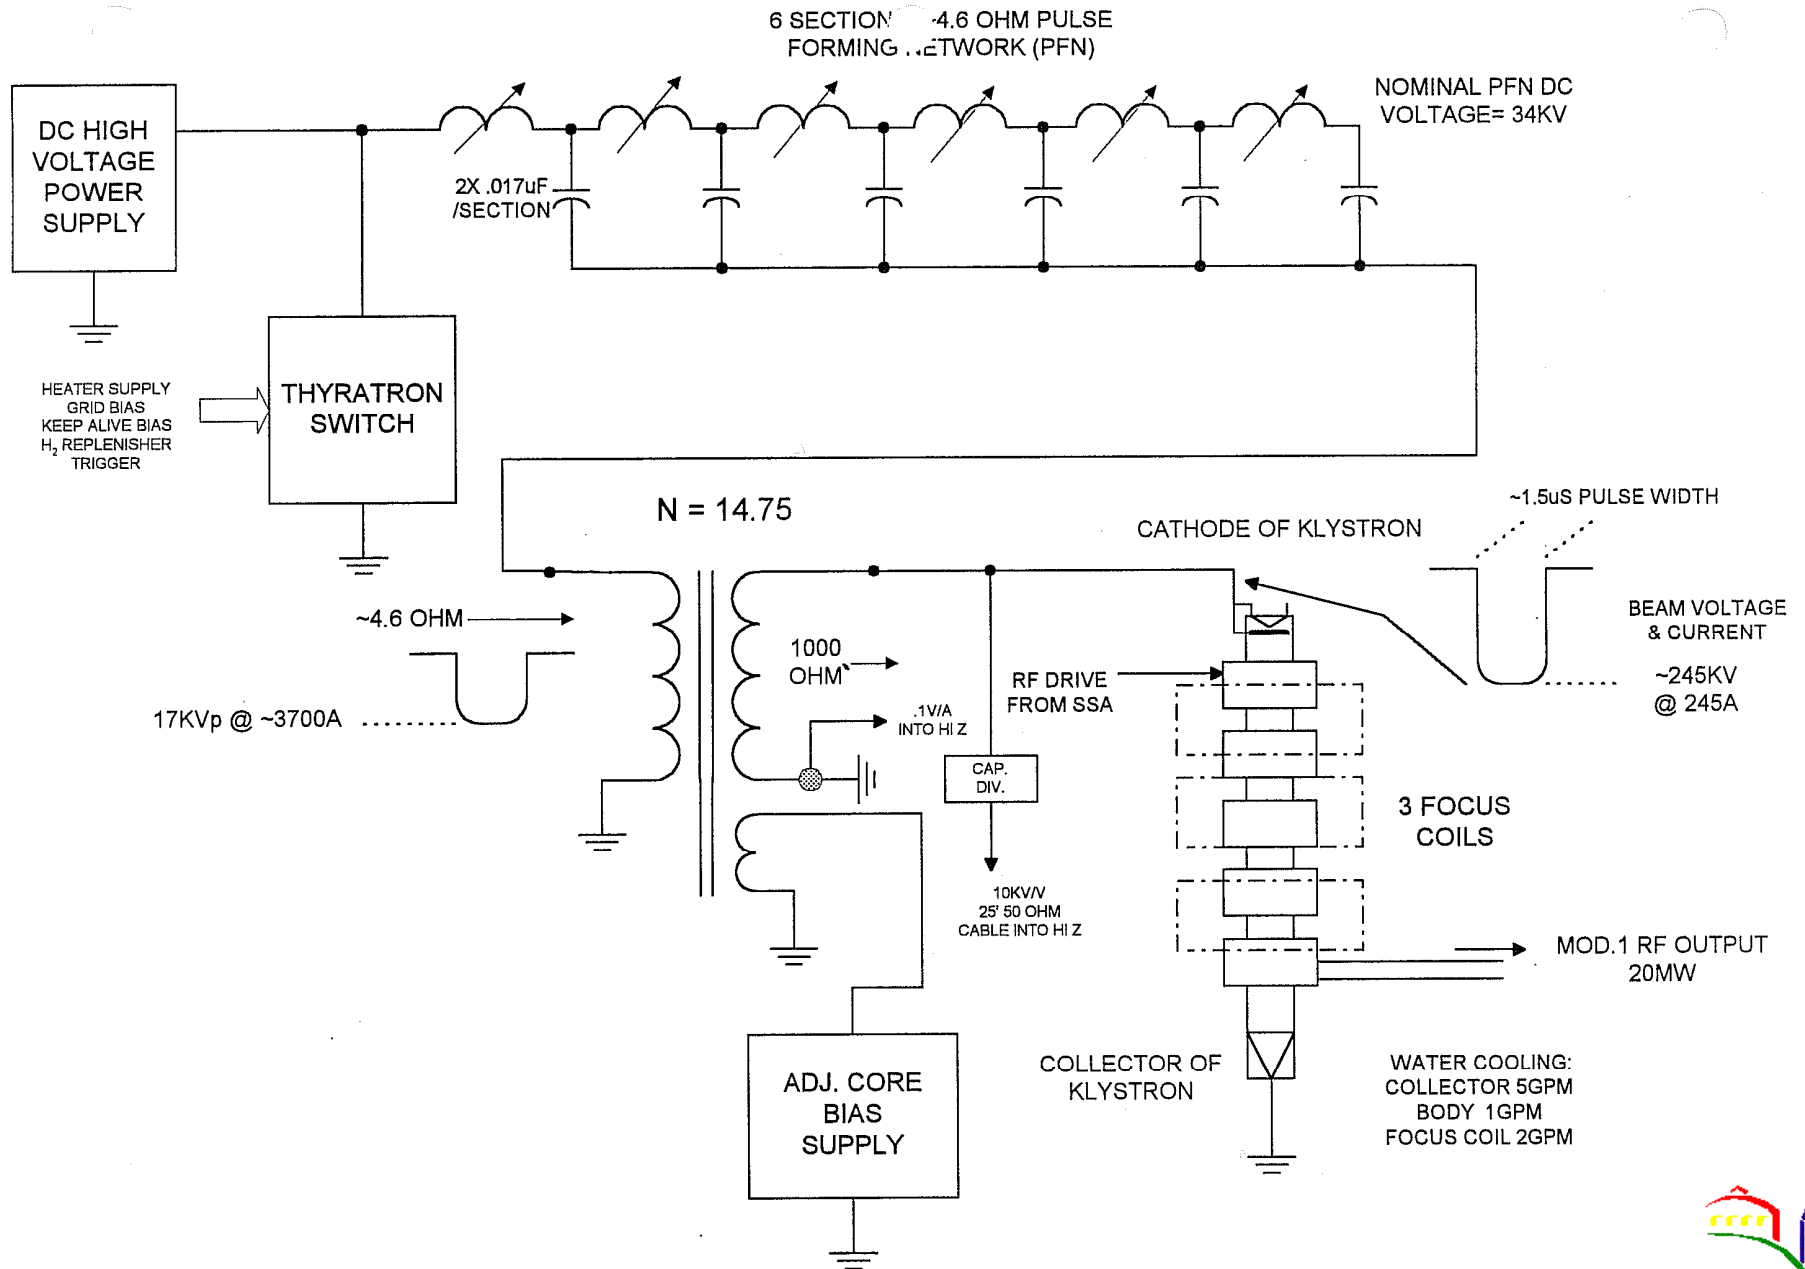 6 SECTION ~4.6 OHM PULSE
FORMING NETWORK (PFN)
NOMINAL PFN DC
VOLTAGE= 34KV
DC HIGH
VOLTAGE
POWER
SUPPLY
2X .017uF
/SECTION
HEATER SUPPLY
GRID BIAS
KEEP ALIVE BIAS
H2 REPLENISHER
TRIGGER
THYRATRON
SWITCH
N = 14.75
~1.5uS PULSE WIDTH
CATHODE OF KLYSTRON
~4.6 OHM
BEAM VOLTAGE
& CURRENT
~245KV
@ 245A
1000
OHM
RF DRIVE
FROM SSA
17KVp @ ~3700A
.1V/A
INTO HI Z
CAP.
DIV.
3 FOCUS
COILS
10KV/V
25' 50 OHM
CABLE INTO HI Z
MOD.1 RF OUTPUT
20MW
ADJ. CORE
BIAS
SUPPLY
COLLECTOR OF
KLYSTRON
WATER COOLING:
COLLECTOR 5GPM
BODY 1GPM
FOCUS COIL 2GPM